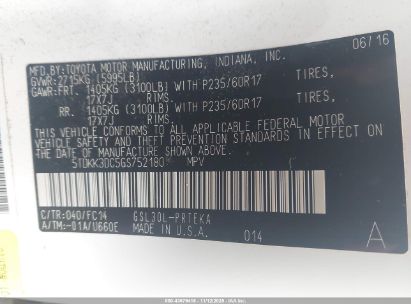 MFD.BY:TOYOTA MOTOR MANUFACTURING, INDIANA, INC. 06/16
GVWR:2715KG (5995LB)
GAWR:FRT. 1405KG (3100LB) WITH P235/60R17 TIRES,
17X7J RIMS
RR. 1405KG (3100LB) WITH P235/60R17 TIRES,
17X7J RIMS
THIS VEHICLE CONFORMS TO ALL APPLICABLE FEDERAL MOTOR
VEHICLE SAFETY AND THEFT PREVENTION STANDARDS IN
EFFECT ON THE DATE OF MANUFACTURE SHOWN ABOVE.
5TDKK3DC5GS752180 MPV
C/TR:040/FC14 GSL30L-PRTEKA
A/TM:-01A/U660E MADE IN U.S.A. 014 A